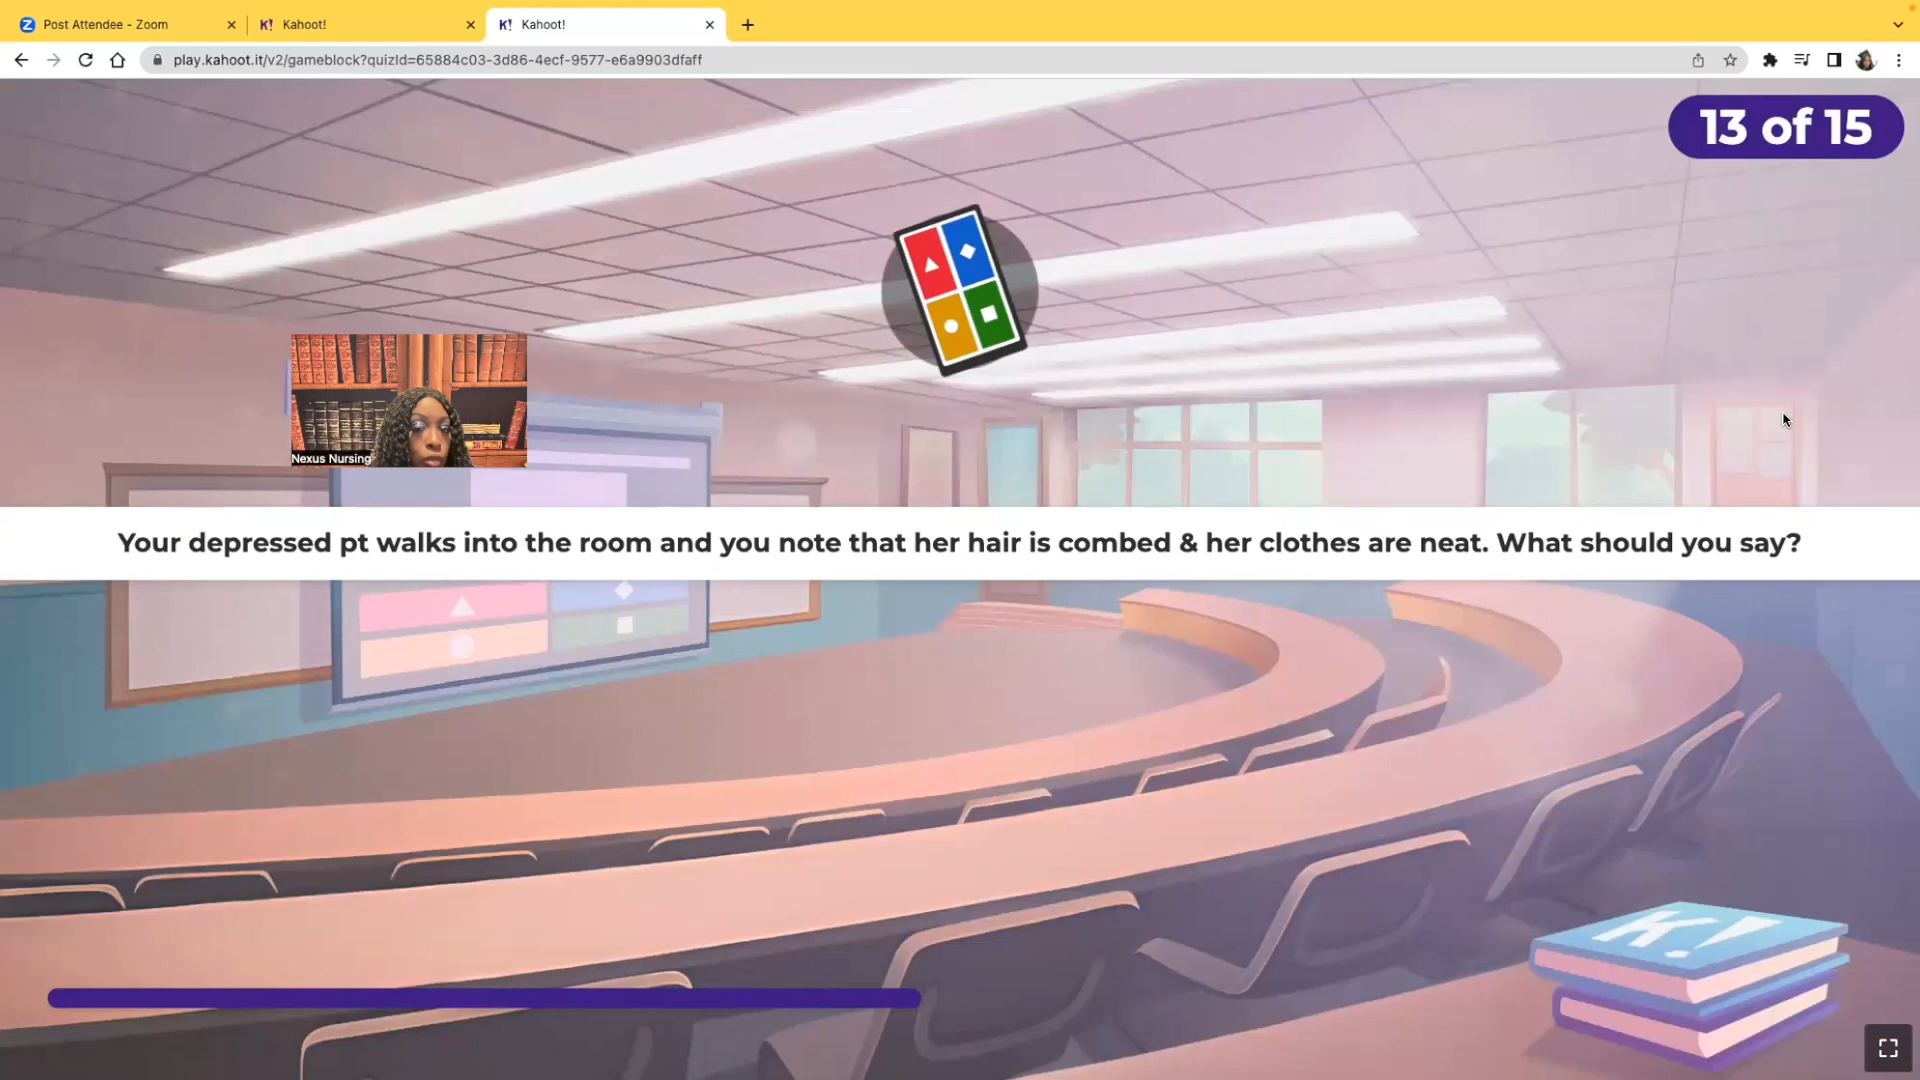 Post Attendee - Zoom
K! Kahoot!
K! Kahoot!
play.kahoot.it/v2/gameblock?quizId=65884c03-3d86-4ecf-9577-e6a9903dfaff
13 of 15
Nexus Nursing
Your depressed pt walks into the room and you note that her hair is combed & her clothes are neat. What should you say?
K!